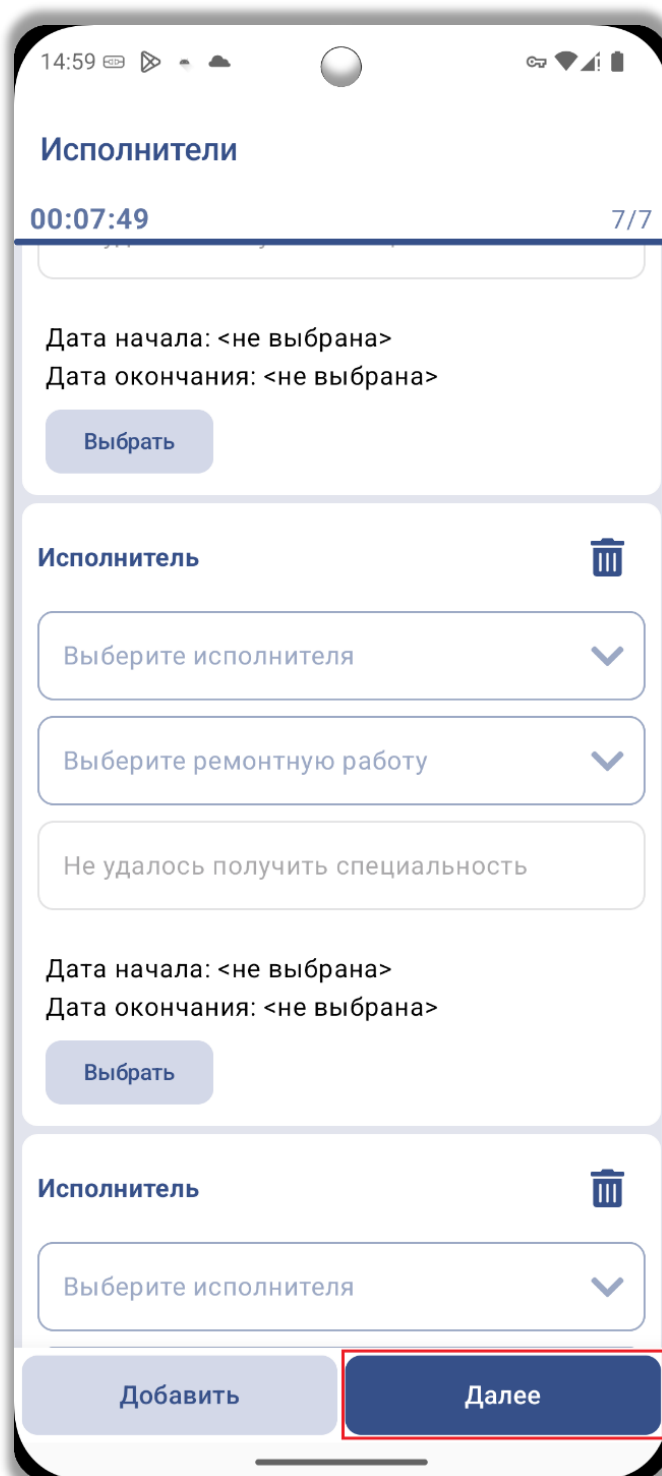 14:59
Исполнители
00:07:49
7/7
Дата начала: <не выбрана>
Дата окончания: <не выбрана>
Выбрать
Исполнитель
Выберите исполнителя
Выберите ремонтную работу
Не удалось получить специальность
Дата начала: <не выбрана>
Дата окончания: <не выбрана>
Выбрать
Исполнитель
Выберите исполнителя
Добавить
Далее